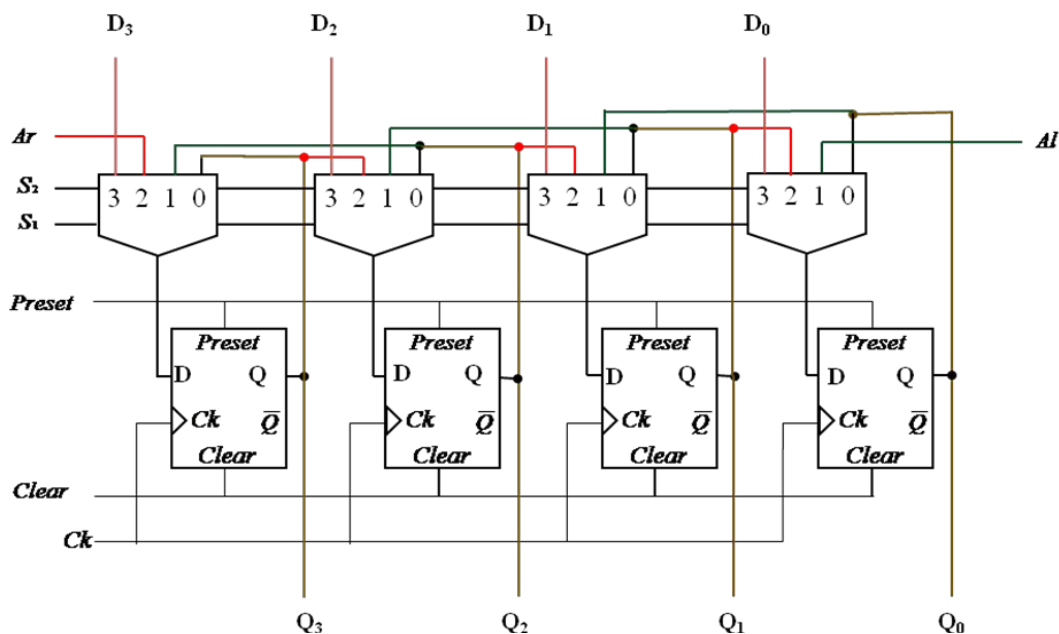 D₃ D₂ D₁ D₀
Ar
Al
S₂
3 2 1 0 3 2 1 0 3 2 1 0 3 2 1 0
S₁
Preset
Preset Preset Preset Preset
D Q D Q D Q D Q
Ck Q̅ Ck Q̅ Ck Q̅ Ck Q̅
Clear Clear Clear Clear
Clear
Ck
Q₃ Q₂ Q₁ Q₀